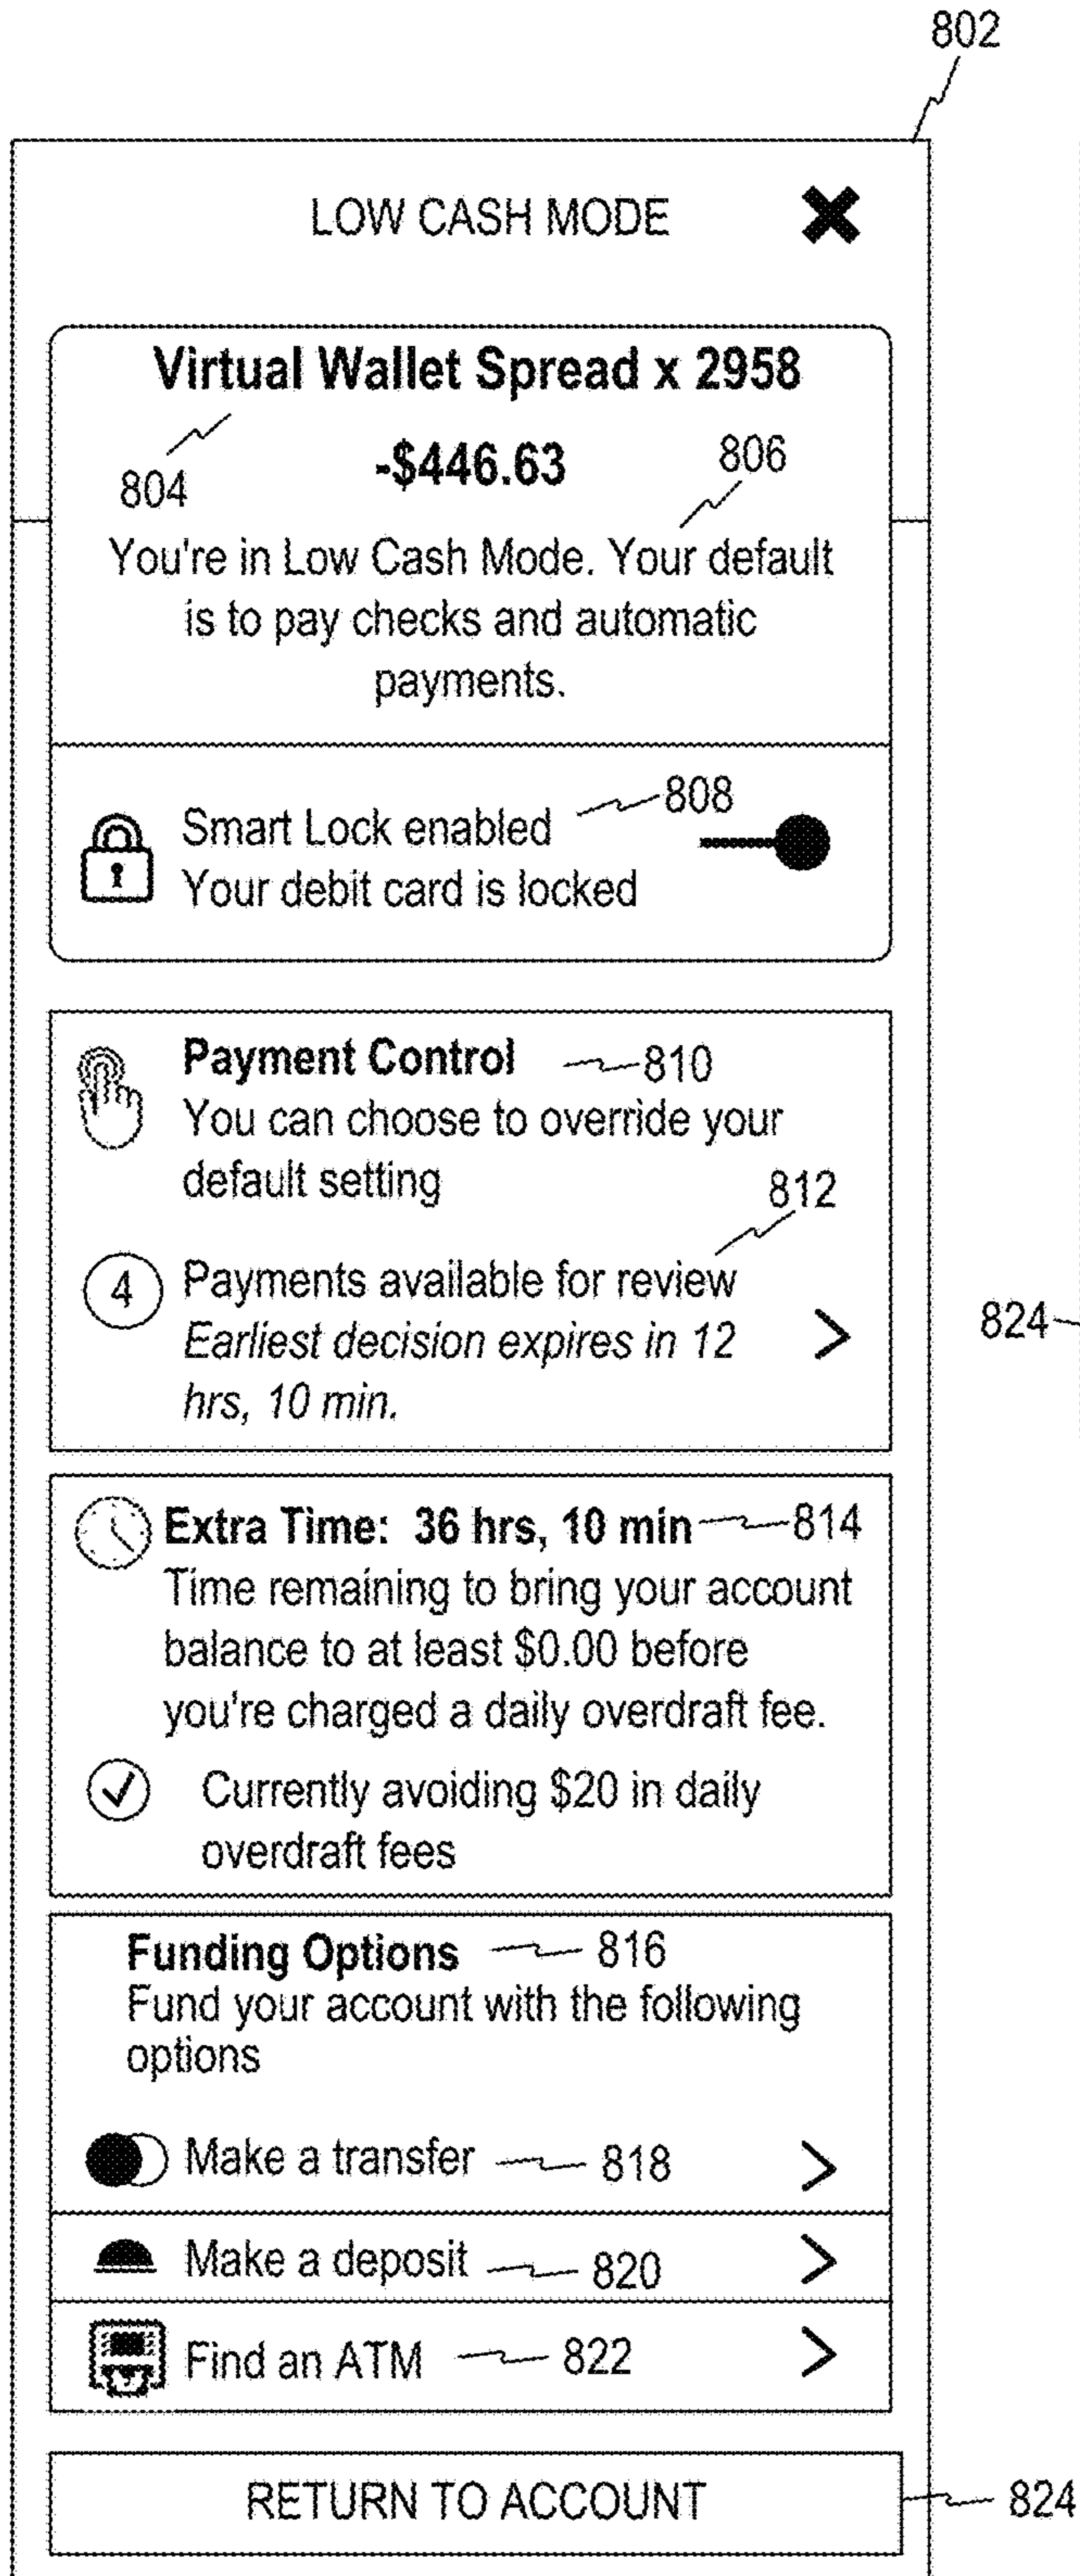 802
LOW CASH MODE
Virtual Wallet Spread x 2958
804
-$446.63
806
You're in Low Cash Mode. Your default
is to pay checks and automatic
payments.
Smart Lock enabled 808
Your debit card is locked
Payment Control 810
You can choose to override your
default setting
812
4 Payments available for review
Earliest decision expires in 12
hrs, 10 min.
824
Extra Time: 36 hrs, 10 min 814
Time remaining to bring your account
balance to at least $0.00 before
you're charged a daily overdraft fee.
Currently avoiding $20 in daily
overdraft fees
Funding Options 816
Fund your account with the following
options
Make a transfer 818
Make a deposit 820
Find an ATM 822
RETURN TO ACCOUNT 824